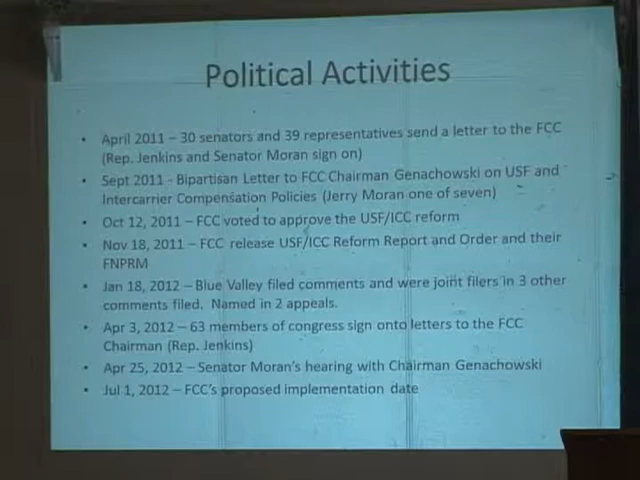 Political Activities
• April 2011 – 30 senators and 39 representatives send a letter to the FCC
(Rep. Jenkins and Senator Moran sign on)
• Sept 2011 - Bipartisan Letter to FCC Chairman Genachowski on USF and
Intercarrier Compensation Policies (Jerry Moran one of seven)
• Oct 12, 2011 – FCC voted to approve the USF/ICC reform
• Nov 18, 2011 – FCC release USF/ICC Reform Report and Order and their
FNPRM
• Jan 18, 2012 – Blue Valley filed comments and were joint filers in 3 other
comments filed. Named in 2 appeals.
• Apr 3, 2012 – 63 members of congress sign onto letters to the FCC
Chairman (Rep. Jenkins)
• Apr 25, 2012 – Senator Moran's hearing with Chairman Genachowski
• Jul 1, 2012 – FCC's proposed implementation date